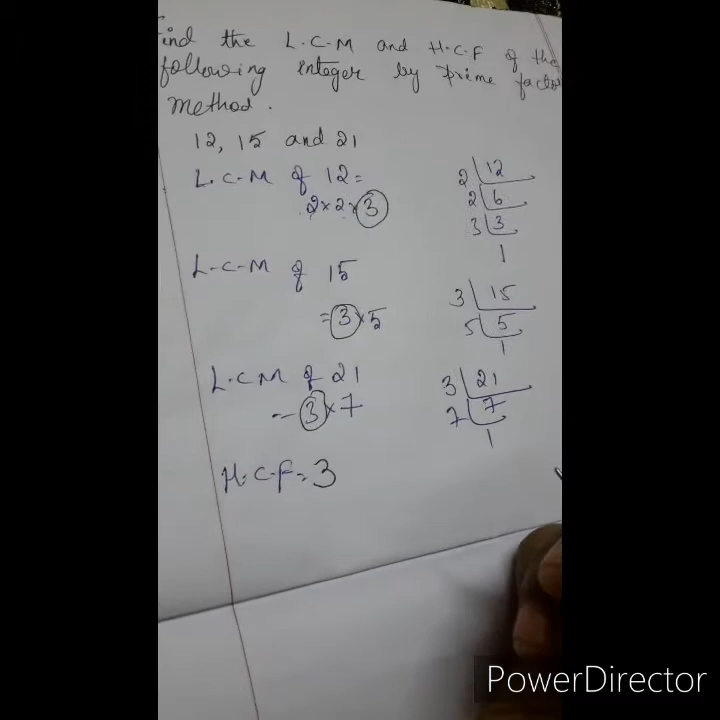 ind the L.C.M and H.C.F of the
following integer by prime factor
method.
12, 15 and 21
L.C.M of 12=
2×2×3
2 12
2 6
3 3
1
L.C.M of 15
=3×5
3 15
5 5
1
L.C.M of 21
=3×7
3 21
7 7
1
H.C.F=3
PowerDirector